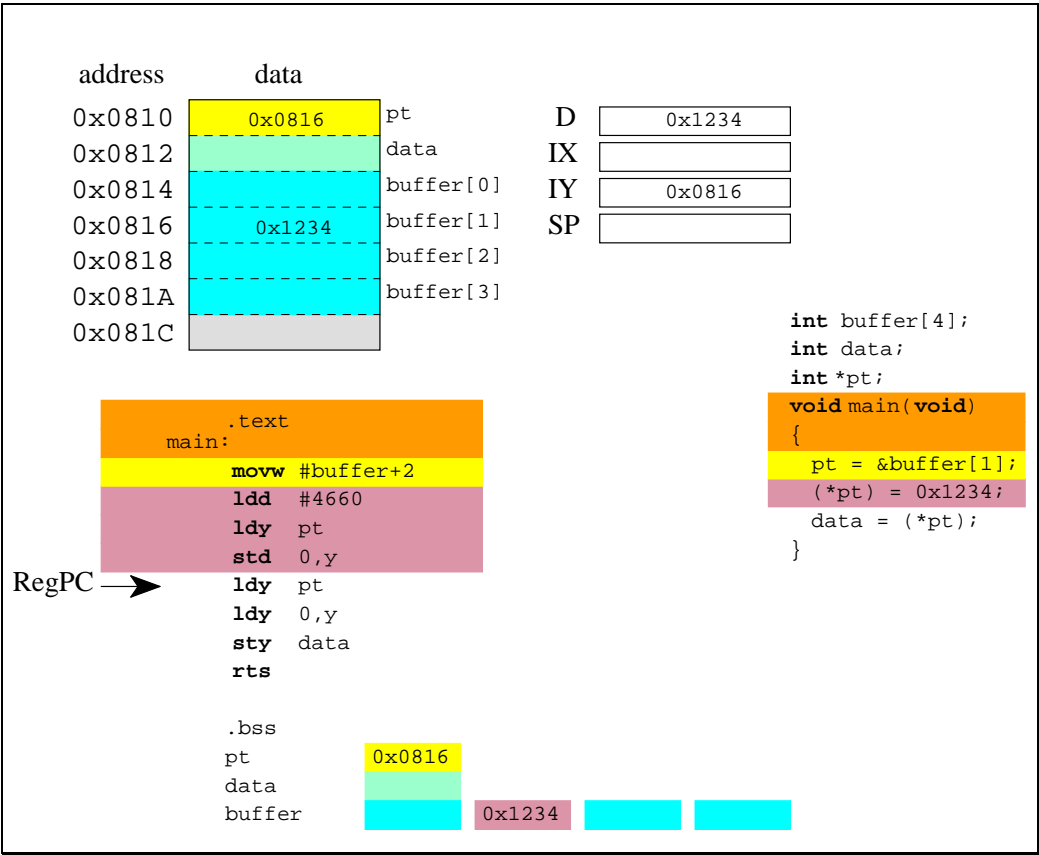 address data
0x0810 0x0816 pt
0x0812 data
0x0814 buffer[0]
0x0816 0x1234 buffer[1]
0x0818 buffer[2]
0x081A buffer[3]
0x081C
D 0x1234
IX
IY 0x0816
SP
int buffer[4];
int data;
int *pt;
void main(void)
{
pt = &buffer[1];
(*pt) = 0x1234;
data = (*pt);
}
.text
main:
movw #buffer+2
ldd #4660
ldy pt
std 0,y
RegPC ldy pt
ldy 0,y
sty data
rts
.bss
pt 0x0816
data
buffer 0x1234